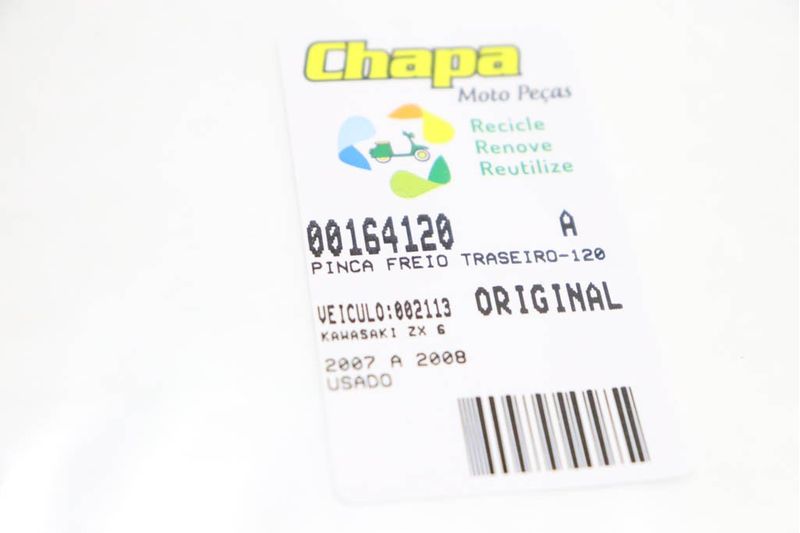 Chapa
Moto Peças
Recicle
Renove
Reutilize
00164120 A
PINCA FREIO TRASEIRO-120
VEICULO:002113 ORIGINAL
KAWASAKI ZX 6
2007 A 2008
USADO